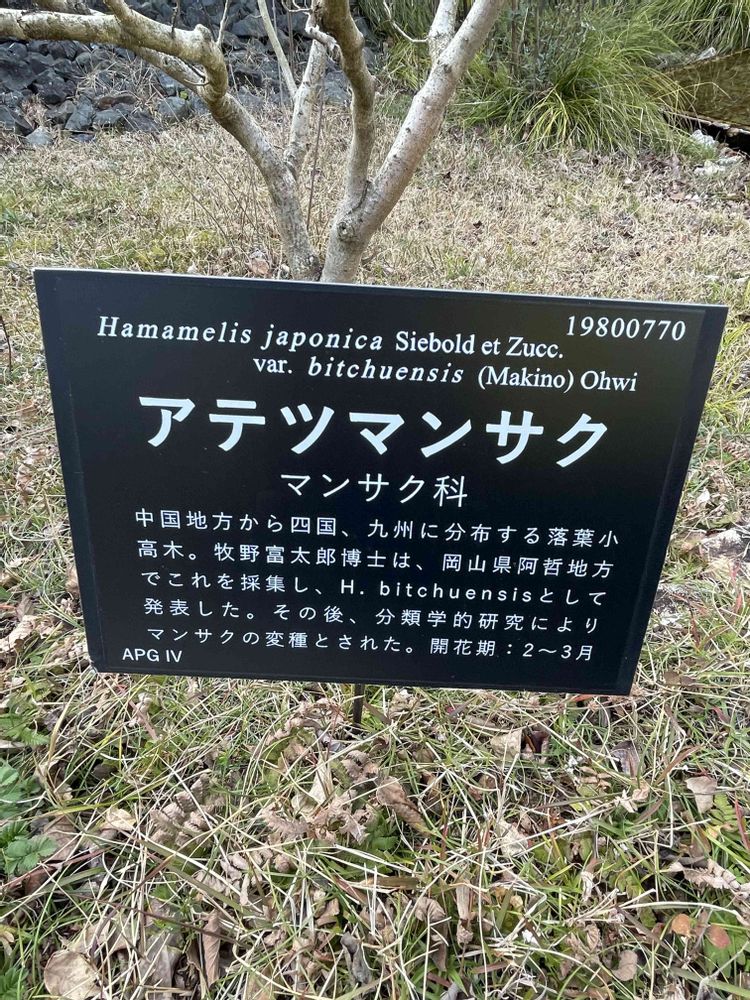 19800770
Hamamelis japonica Siebold et Zucc.
var. bitchuensis (Makino) Ohwi
アテツマンサク
マンサク科
中国地方から四国、九州に分布する落葉小
高木。牧野富太郎博士は、岡山県阿哲地方
でこれを採集し、H. bitchuensisとして
発表した。その後、分類学的研究により
マンサクの変種とされた。開花期：2〜3月
APG IV